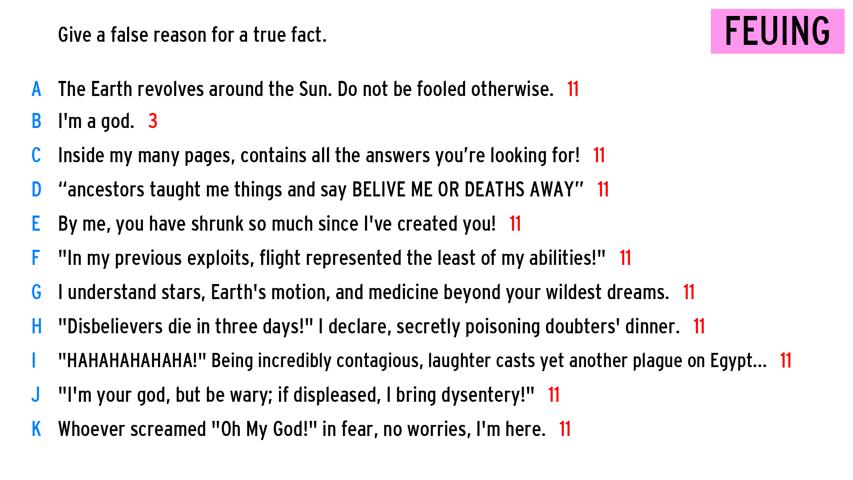 Give a false reason for a true fact.
FEUING
A The Earth revolves around the Sun. Do not be fooled otherwise. 11
B I'm a god. 3
C Inside my many pages, contains all the answers you’re looking for! 11
D “ancestors taught me things and say BELIVE ME OR DEATHS AWAY” 11
E By me, you have shrunk so much since I've created you! 11
F "In my previous exploits, flight represented the least of my abilities!" 11
G I understand stars, Earth's motion, and medicine beyond your wildest dreams. 11
H "Disbelievers die in three days!" I declare, secretly poisoning doubters' dinner. 11
I "HAHAHAHAHAHA!" Being incredibly contagious, laughter casts yet another plague on Egypt... 11
J "I'm your god, but be wary; if displeased, I bring dysentery!" 11
K Whoever screamed "Oh My God!" in fear, no worries, I'm here. 11